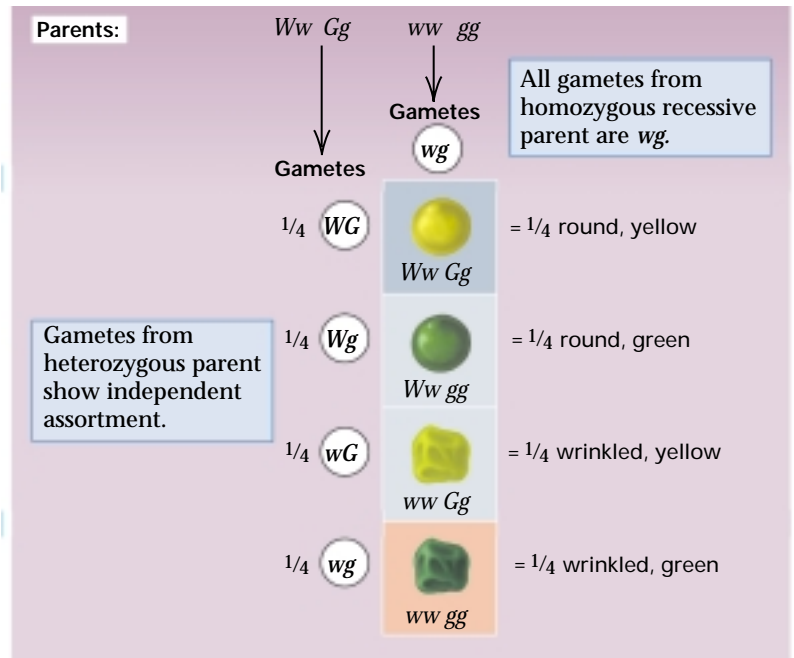 Parents:
Ww Gg
ww gg
All gametes from
homozygous recessive
parent are wg.
Gametes
wg
Gametes
1/4 WG
Ww Gg
= 1/4 round, yellow
Gametes from
heterozygous parent
show independent
assortment.
1/4 Wg
Ww gg
= 1/4 round, green
1/4 wG
ww Gg
= 1/4 wrinkled, yellow
1/4 wg
ww gg
= 1/4 wrinkled, green